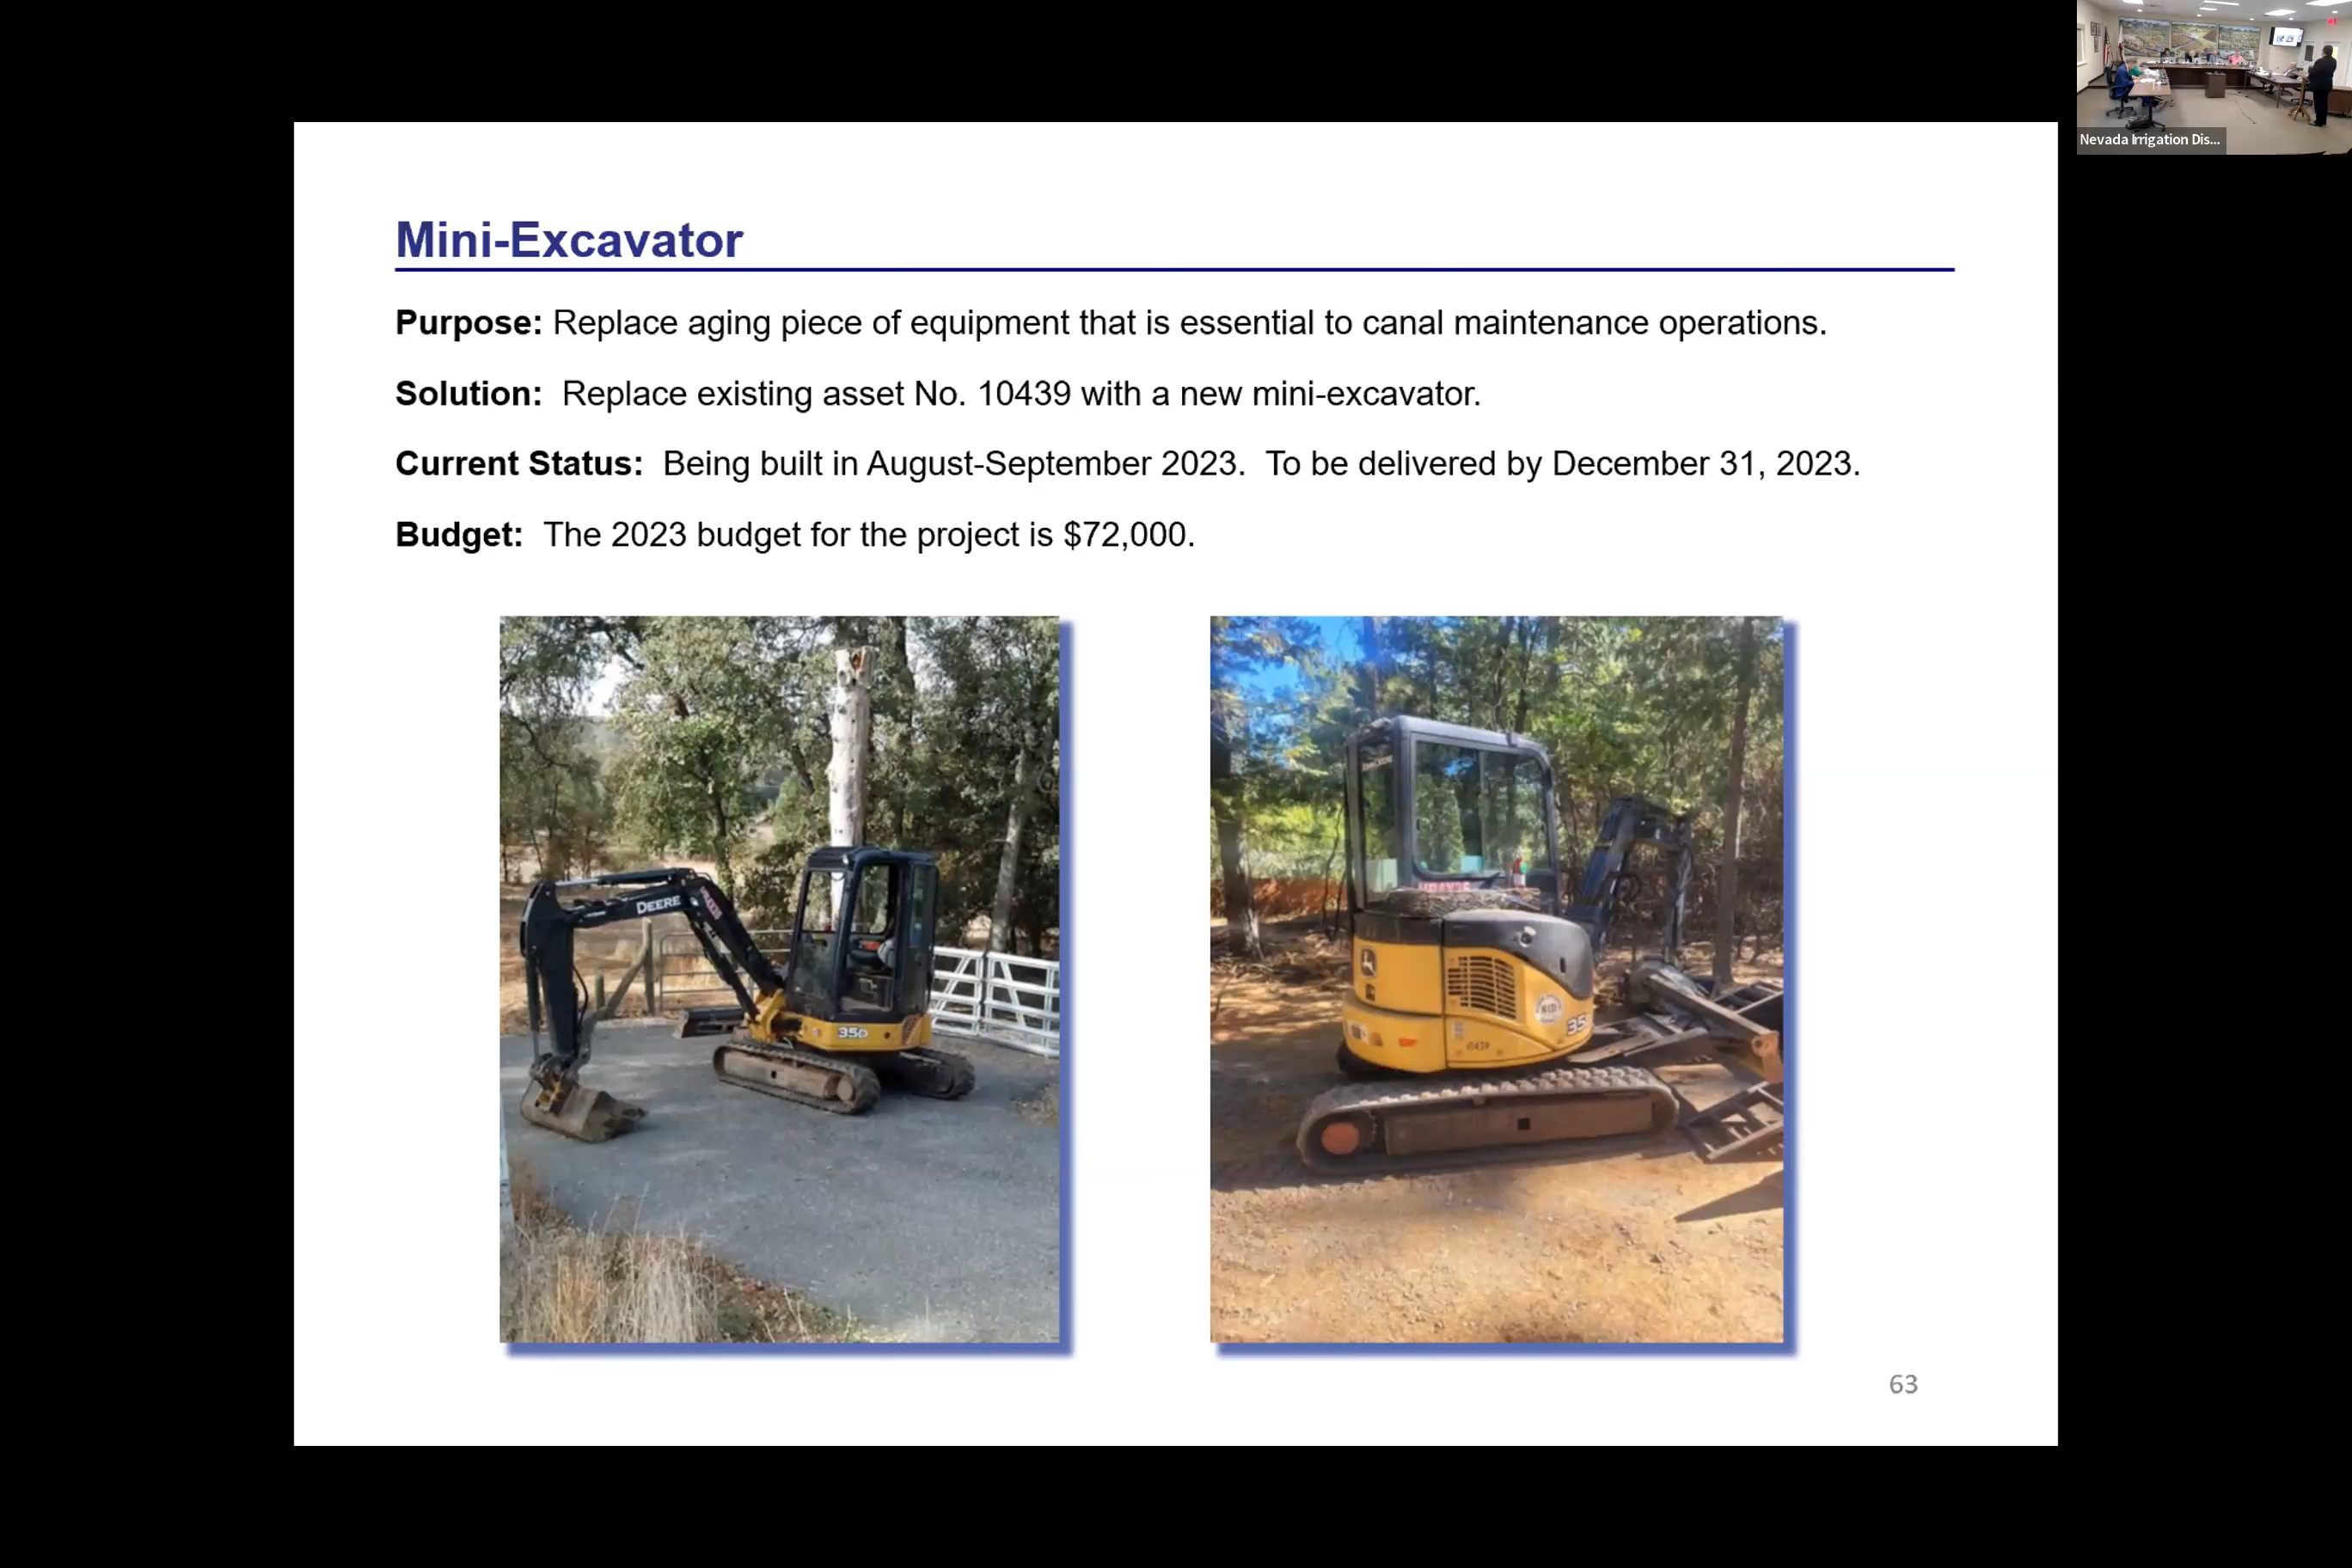 Nevada Irrigation Dis...
Mini-Excavator
Purpose: Replace aging piece of equipment that is essential to canal maintenance operations.
Solution: Replace existing asset No. 10439 with a new mini-excavator.
Current Status: Being built in August-September 2023. To be delivered by December 31, 2023.
Budget: The 2023 budget for the project is $72,000.
DEERE
35D
NID
35
10439
63